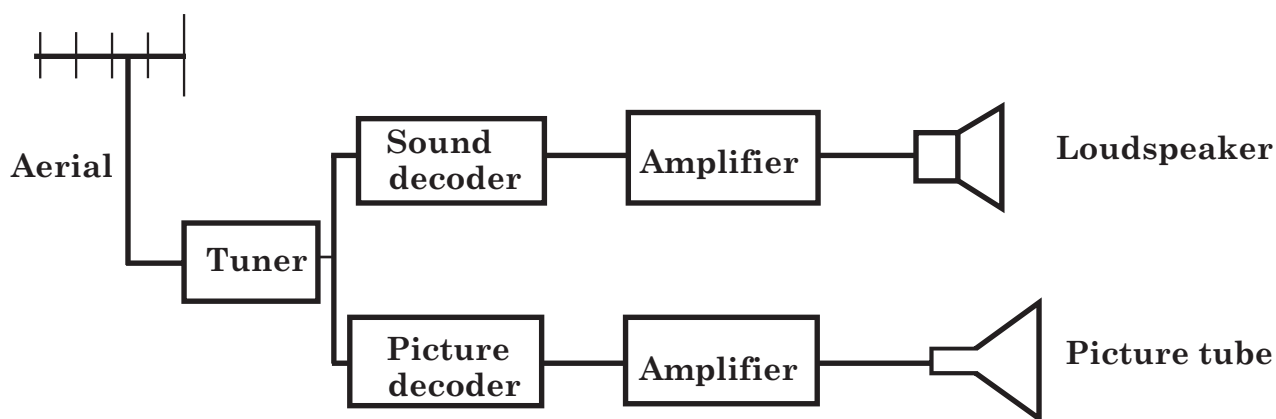 Aerial
Tuner
Sound
decoder
Amplifier
Loudspeaker
Picture
decoder
Amplifier
Picture tube